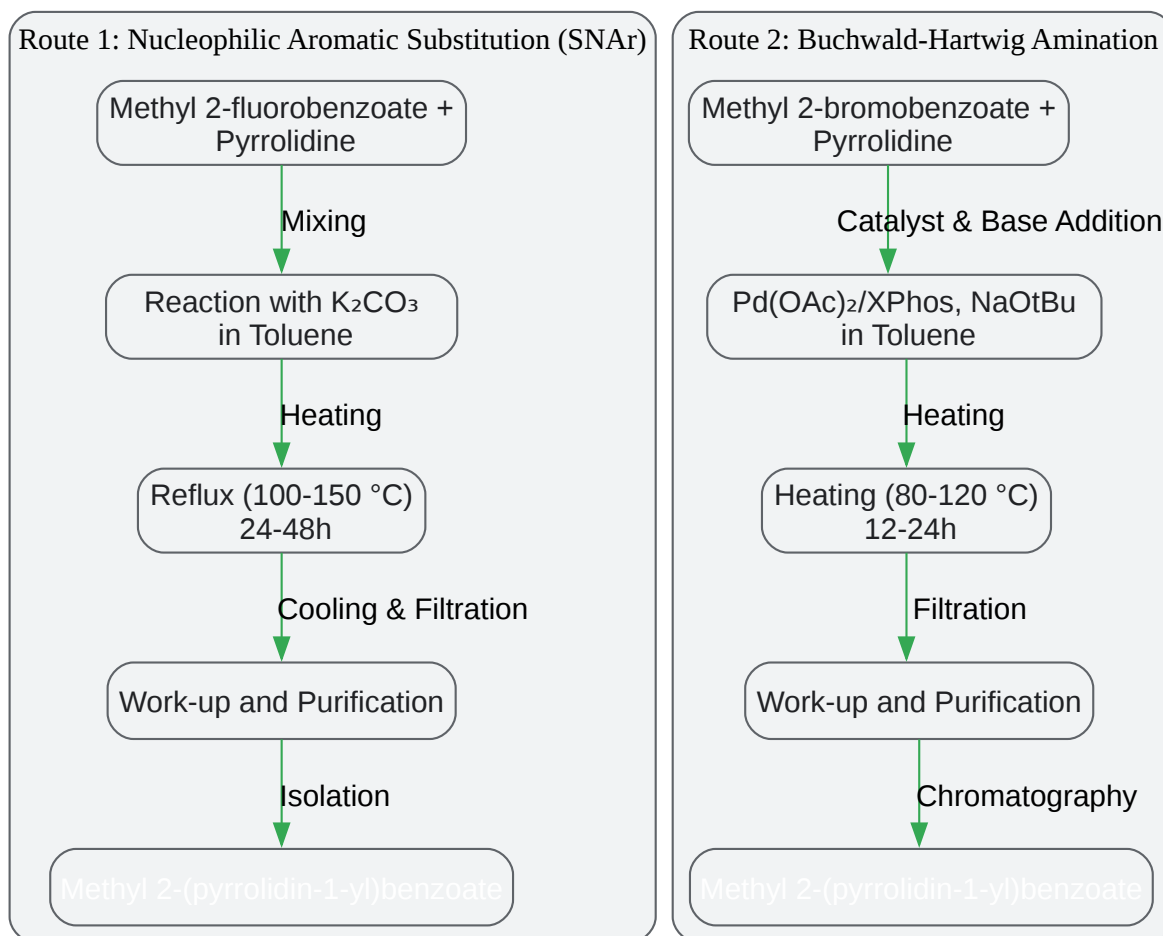 Route 1: Nucleophilic Aromatic Substitution (SNAr)
Methyl 2-fluorobenzoate +
Pyrrolidine
Mixing
Reaction with K₂CO₃
in Toluene
Heating
Reflux (100-150 °C)
24-48h
Cooling & Filtration
Work-up and Purification
Isolation
Methyl 2-(pyrrolidin-1-yl)benzoate
Route 2: Buchwald-Hartwig Amination
Methyl 2-bromobenzoate +
Pyrrolidine
Catalyst & Base Addition
Pd(OAc)₂/XPhos, NaOtBu
in Toluene
Heating
Heating (80-120 °C)
12-24h
Filtration
Work-up and Purification
Chromatography
Methyl 2-(pyrrolidin-1-yl)benzoate